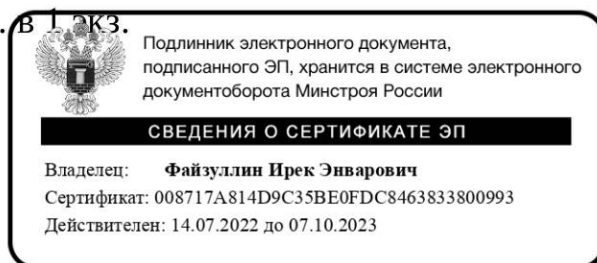 . в 1 экз.
Подлинник электронного документа,
подписанного ЭП, хранится в системе электронного
документооборота Минстроя России
СВЕДЕНИЯ О СЕРТИФИКАТЕ ЭП
Владелец: Файзуллин Ирек Энварович
Сертификат: 008717A814D9C35BE0FDC8463833800993
Действителен: 14.07.2022 до 07.10.2023